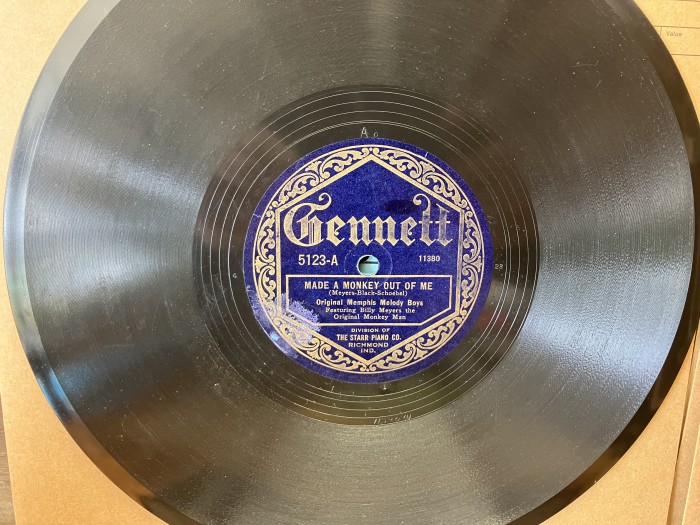 Value
A
Gennett
5123-A 11380
MADE A MONKEY OUT OF ME
(Meyers-Black-Schoebel)
Original Memphis Melody Boys
Featuring Billy Meyers the
Original Monkey Man
DIVISION OF
THE STARR PIANO CO.
RICHMOND
IND.